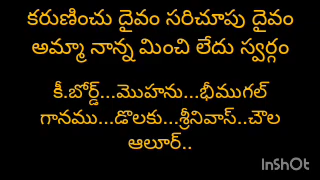 కరుణించు దైవం సరిచూపు దైవం
అమ్మా నాన్న మించి లేదు స్వర్గం
కీ.బోర్డ్...మొహను...భీముగల్
గానము...డొలకు...శ్రీనివాస్..చౌల
ఆలూర్..
InShOt